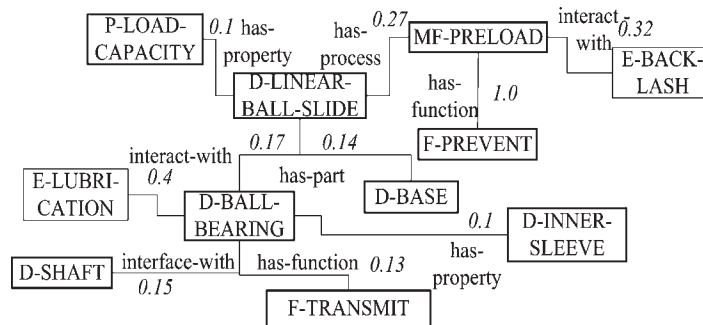 P-LOAD-
CAPACITY
0.1 has-
property
0.27
has-
process
MF-PRELOAD
interact-
with 0.32
E-BACK-
LASH
D-LINEAR-
BALL-SLIDE
has-
function
1.0
F-PREVENT
0.17
0.14
interact-with
has-part
E-LUBRI-
CATION
0.4
D-BALL-
BEARING
D-BASE
0.1
has-
property
D-INNER-
SLEEVE
D-SHAFT
interface-with
0.15
has-function
0.13
F-TRANSMIT